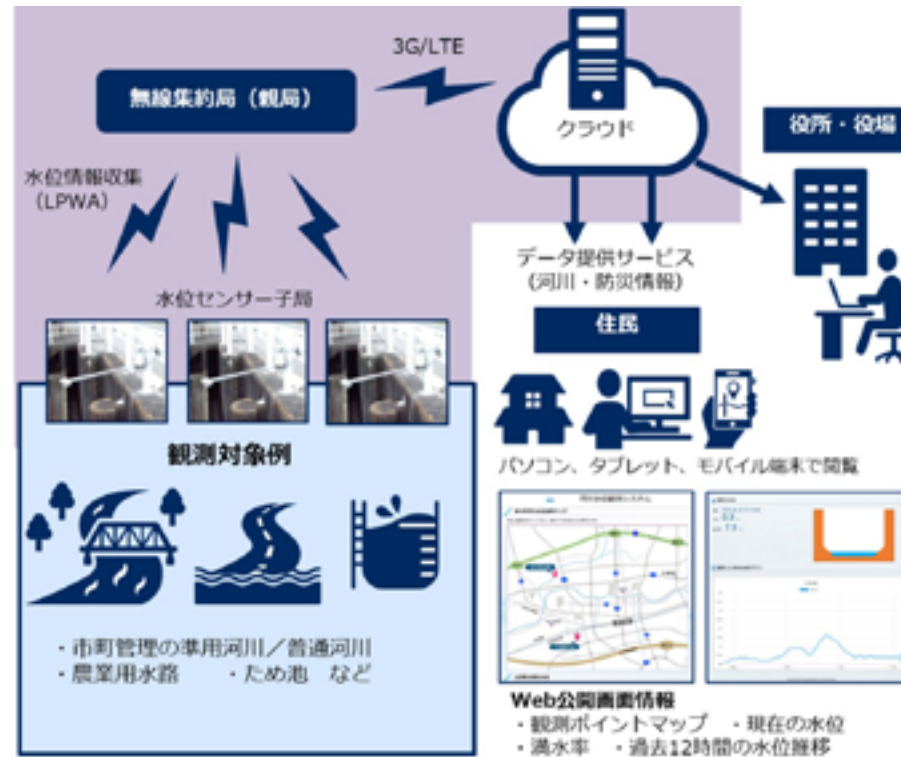 3G/LTE
無線集約局（親局）
クラウド
役所・役場
水位情報収集
（LPWA）
データ提供サービス
（河川・防災情報）
水位センサー子局
住民
観測対象例
パソコン、タブレット、モバイル端末で閲覧
・市町管理の準用河川／普通河川
・農業用水路　・ため池　など
Web公開画面情報
・観測ポイントマップ　・現在の水位
・満水率　・過去12時間の水位推移